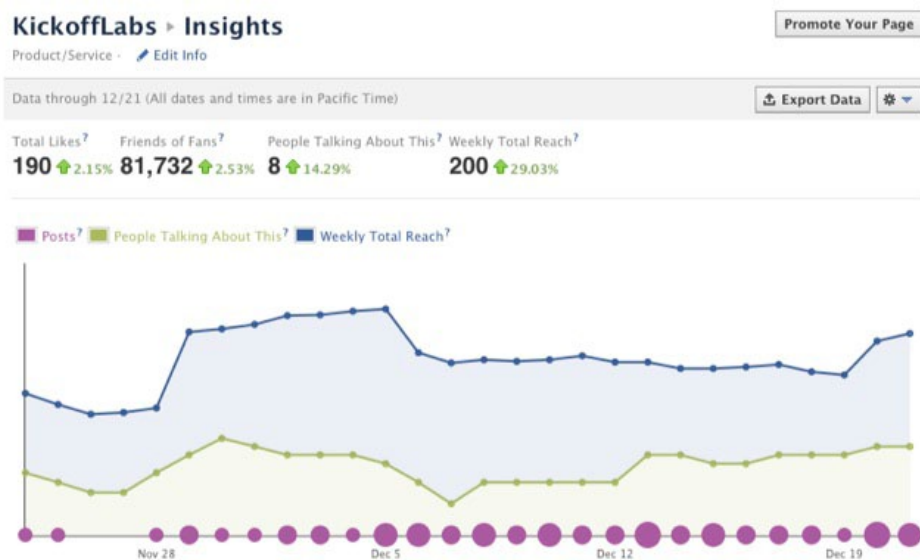 KickoffLabs ▸ Insights
Promote Your Page
Product/Service · Edit Info
Data through 12/21 (All dates and times are in Pacific Time)
Export Data
Total Likes? Friends of Fans? People Talking About This? Weekly Total Reach?
190 2.15% 81,732 2.53% 8 14.29% 200 29.03%
Posts? People Talking About This? Weekly Total Reach?
Nov 28 Dec 5 Dec 12 Dec 19